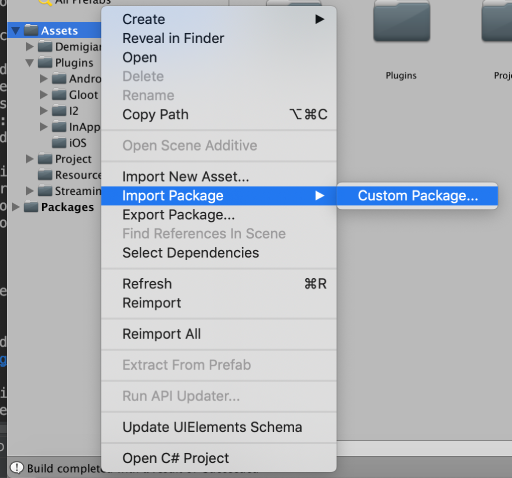 All Prefabs
Assets
Demigian
Plugins
Andro
Gloot
I2
InApp
iOS
Project
Resource
Streamin
Packages
Create
Reveal in Finder
Open
Delete
Rename
Copy Path ⌥⌘C
Open Scene Additive
Import New Asset...
Import Package
Export Package...
Find References In Scene
Select Dependencies
Refresh ⌘R
Reimport
Reimport All
Extract From Prefab
Run API Updater...
Update UIElements Schema
Open C# Project
Custom Package...
Plugins
Proj
Build completed